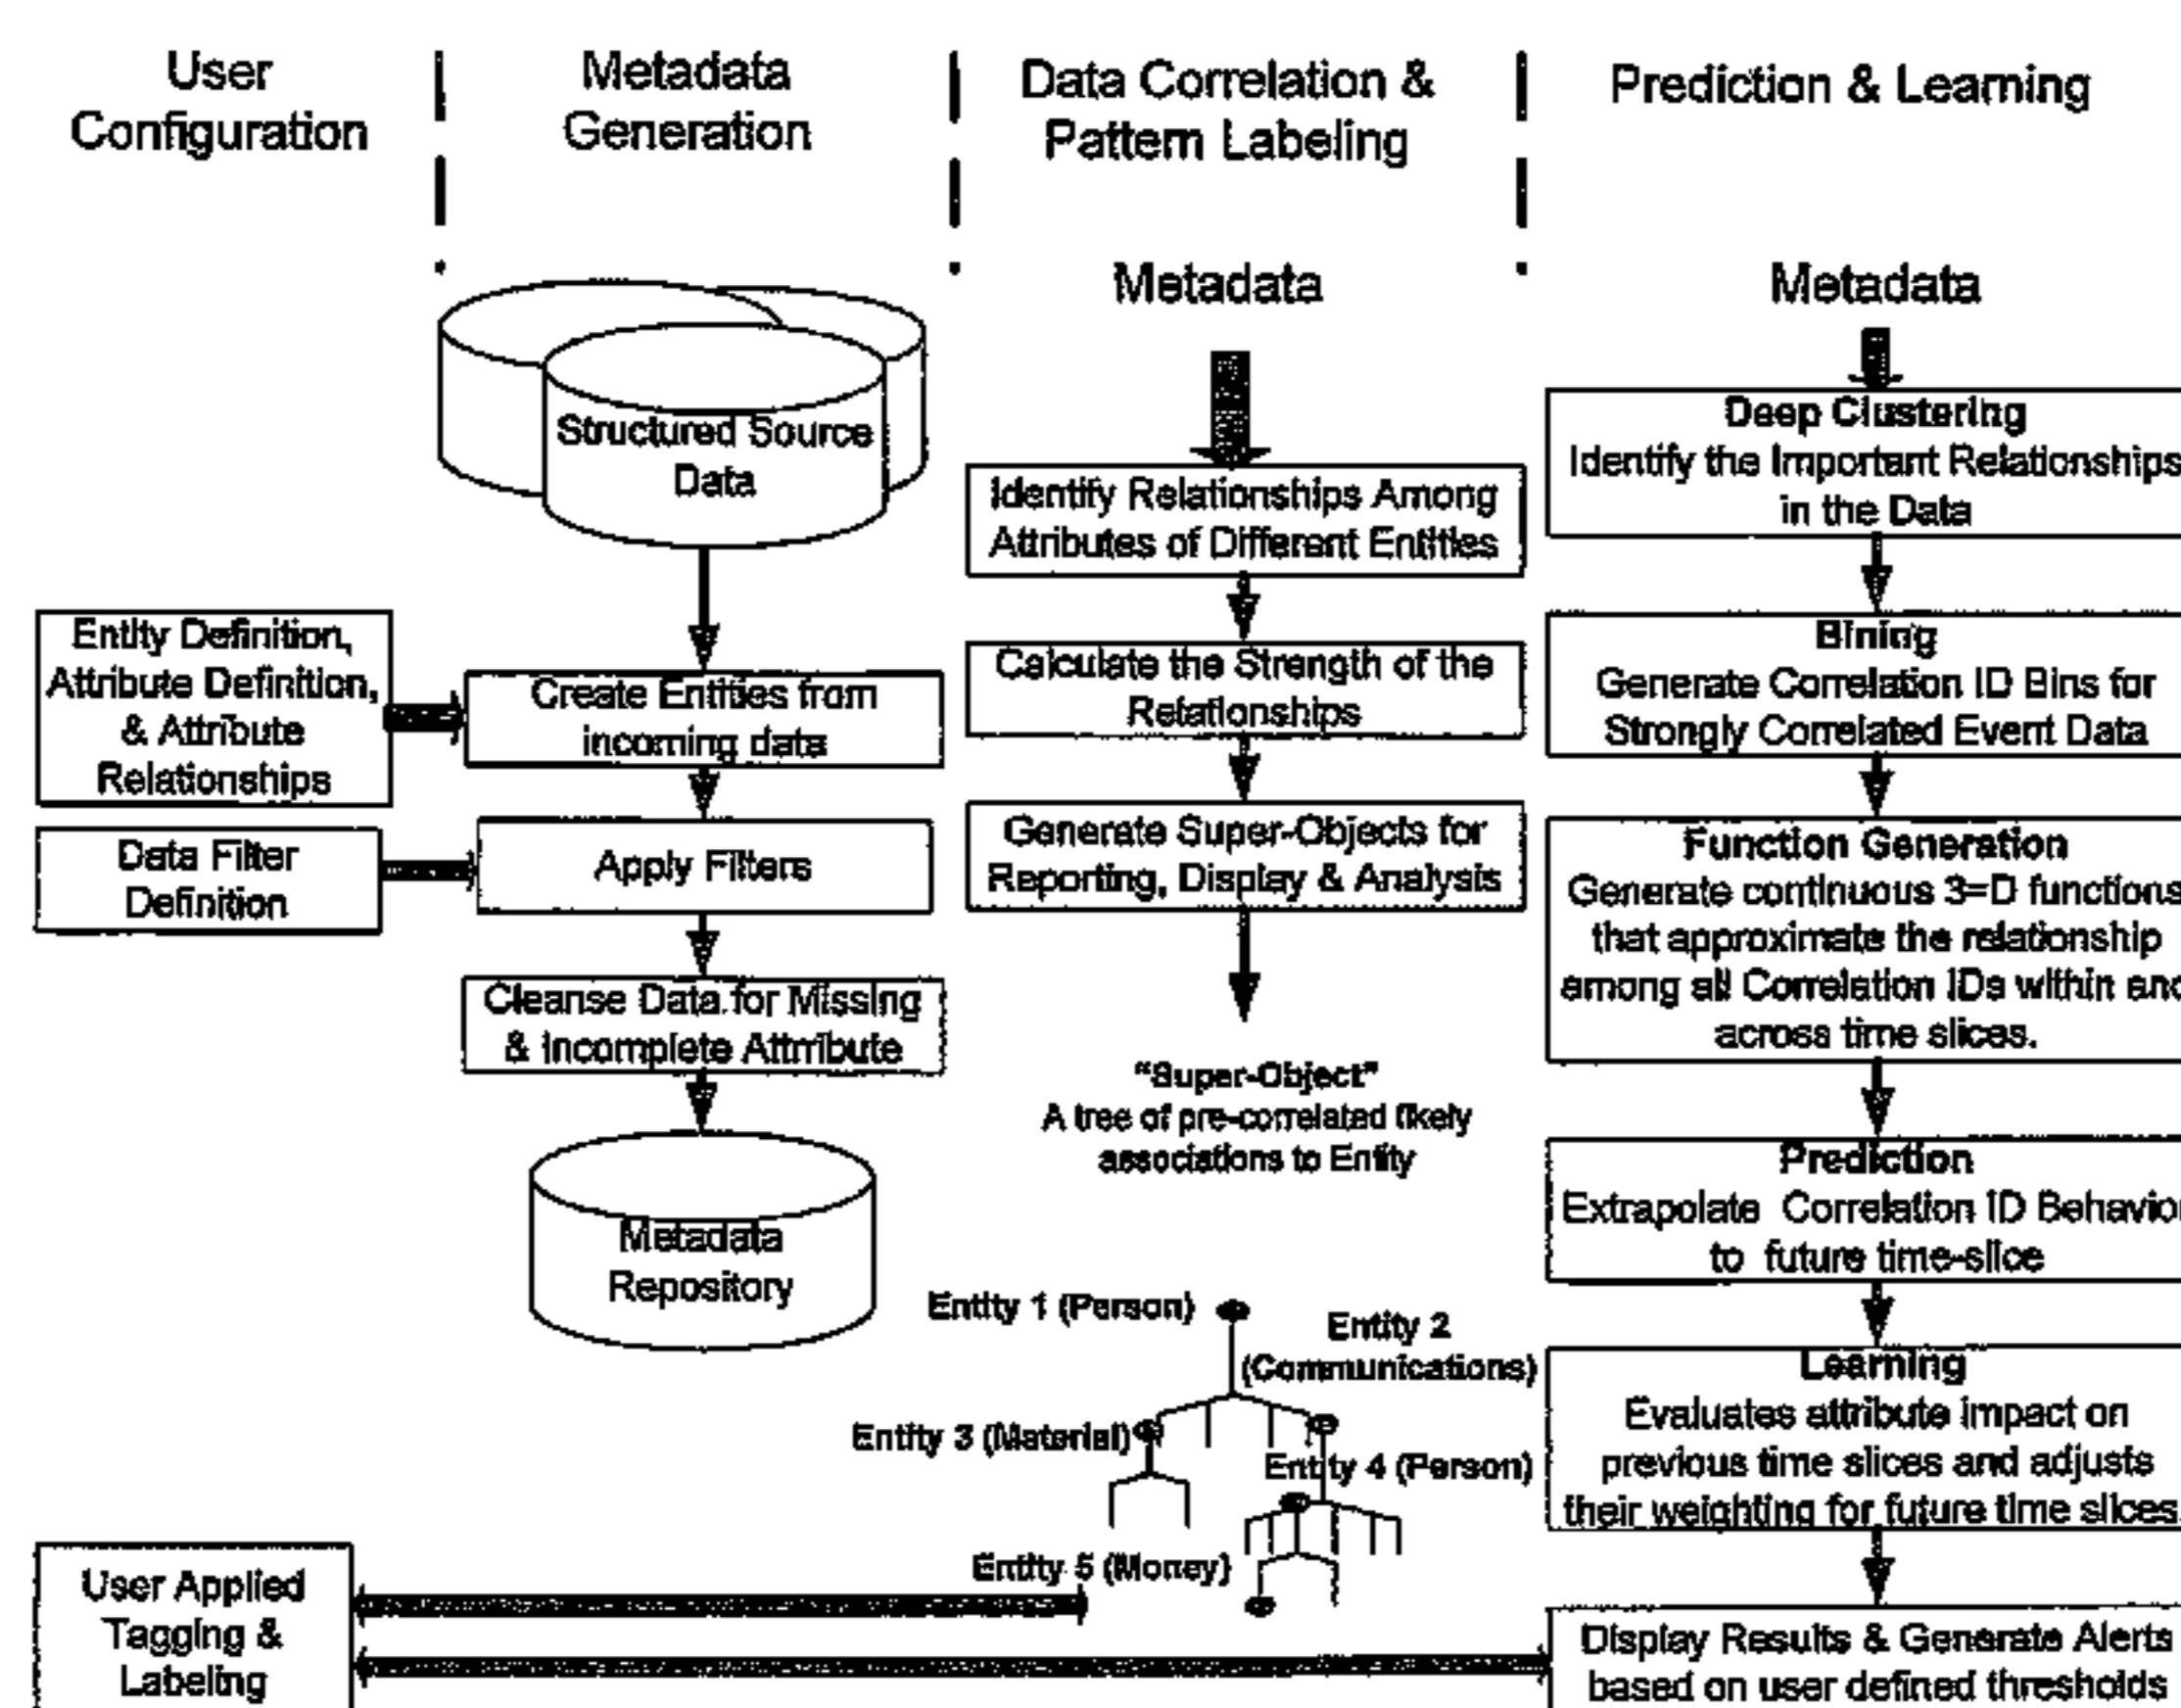 User
Configuration
Metadata
Generation
Data Correlation &
Pattern Labeling
Prediction & Learning
Structured Source
Data
Entity Definition,
Attribute Definition,
& Attribute
Relationships
Create Entities from
incoming data
Data Filter
Definition
Apply Filters
Cleanse Data for Missing
& Incomplete Attribute
Metadata
Repository
Metadata
Identify Relationships Among
Attributes of Different Entities
Calculate the Strength of the
Relationships
Generate Super-Objects for
Reporting, Display & Analysis
"Super-Object"
A tree of pre-correlated likely
associations to Entity
Entity 1 (Person)
Entity 2
(Communications)
Entity 3 (Material)
Entity 4 (Person)
Entity 5 (Money)
User Applied
Tagging &
Labeling
Metadata
Deep Clustering
Identify the Important Relationships
in the Data
Bining
Generate Correlation ID Bins for
Strongly Correlated Event Data
Function Generation
Generate continuous 3=D functions
that approximate the relationship
among all Correlation IDs within and
across time slices.
Prediction
Extrapolate Correlation ID Behavior
to future time-slice
Learning
Evaluates attribute impact on
previous time slices and adjusts
their weighting for future time slices.
Display Results & Generate Alerts
based on user defined thresholds